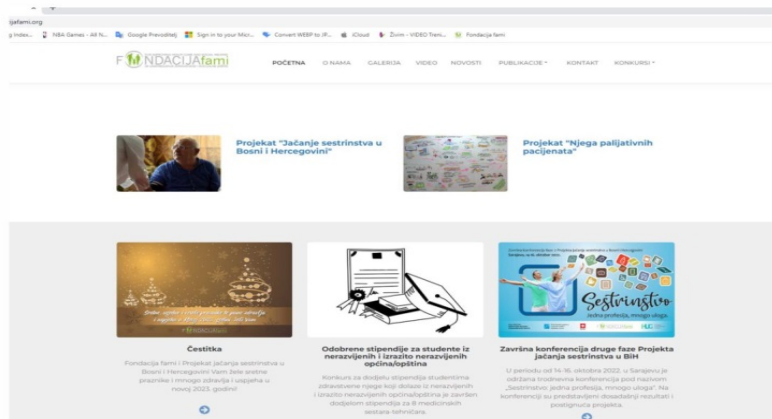 ijafami.org
g Index...  NBA Games - All N...  Google Prevoditelj  Sign in to your Micr...  Convert WEBP to JP...  iCloud  Živim - VIDEO Treni...  Fondacija fami
FONDACIJAfami
POČETNA O NAMA GALERIJA VIDEO NOVOSTI PUBLIKACIJE KONTAKT KONKURSI
Projekat "Jačanje sestrinstva u
Bosni i Hercegovini"
Projekat "Njega palijativnih
pacijenata"
Sestrinstvo
Jedna profesija, mnogo uloga.
Čestitka
Fondacija fami i Projekat jačanja sestrinstva u
Bosni i Hercegovini Vam žele sretne
praznike i mnogo zdravlja i uspjeha u
novoj 2023. godini!
Odobrene stipendije za studente iz
nerazvijenih i izrazito nerazvijenih
općina/opština
Konkurs za dodjelu stipendija studentima
zdravstvene njege koji dolaze iz nerazvijenih
i izrazito nerazvijenih općina/opština je završen
dodjelom stipendija za 8 medicinskih
sestara-tehničara.
Završna konferencija druge faze Projekta
jačanja sestrinstva u BiH
U periodu od 14-16. oktobra 2022. u Sarajevu je
održana trodnevna konferencija pod nazivom
„Sestrinstvo: jedna profesija, mnogo uloga". Na
konferenciji su predstavljeni dosadašnji rezultati i
postignuća projekta.